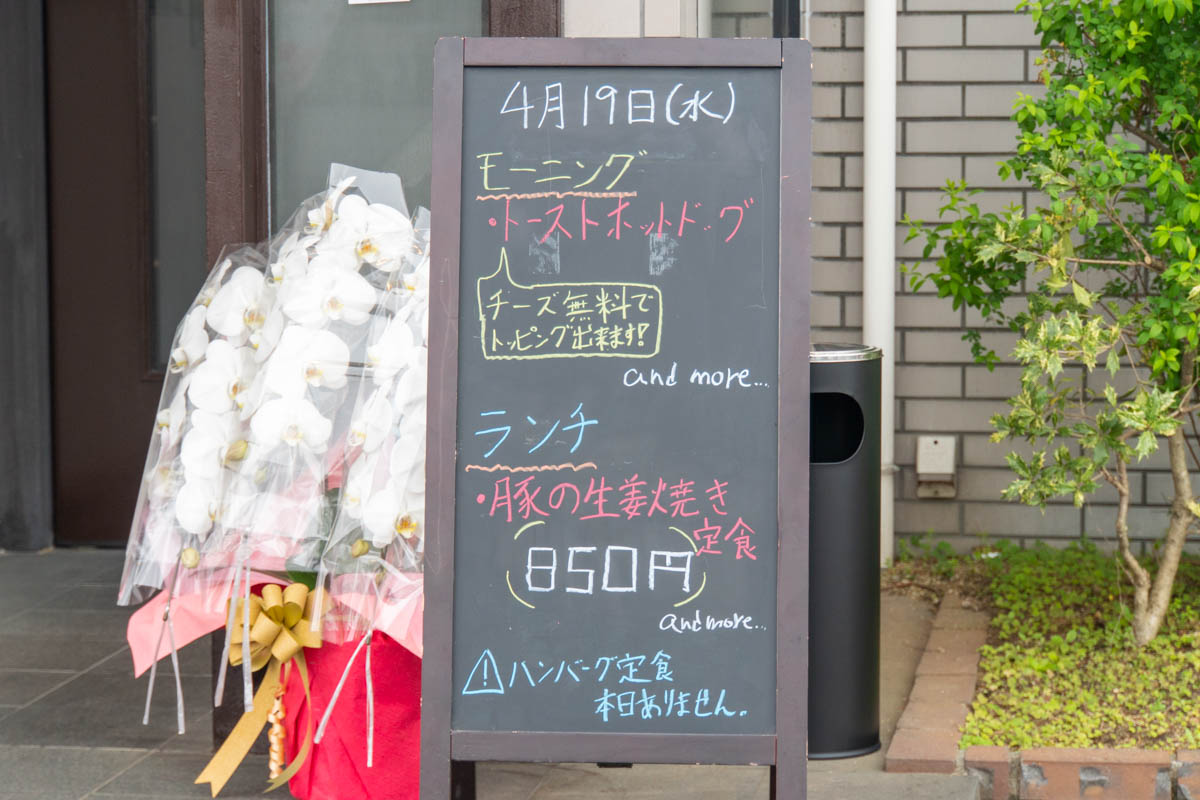 4月19日(水)
モーニング
・トーストホットドッグ
チーズ無料で
トッピング出来ます!
and more...
ランチ
・豚の生姜焼き
定食
850円
and more...
⚠ハンバーグ定食
本日ありません。